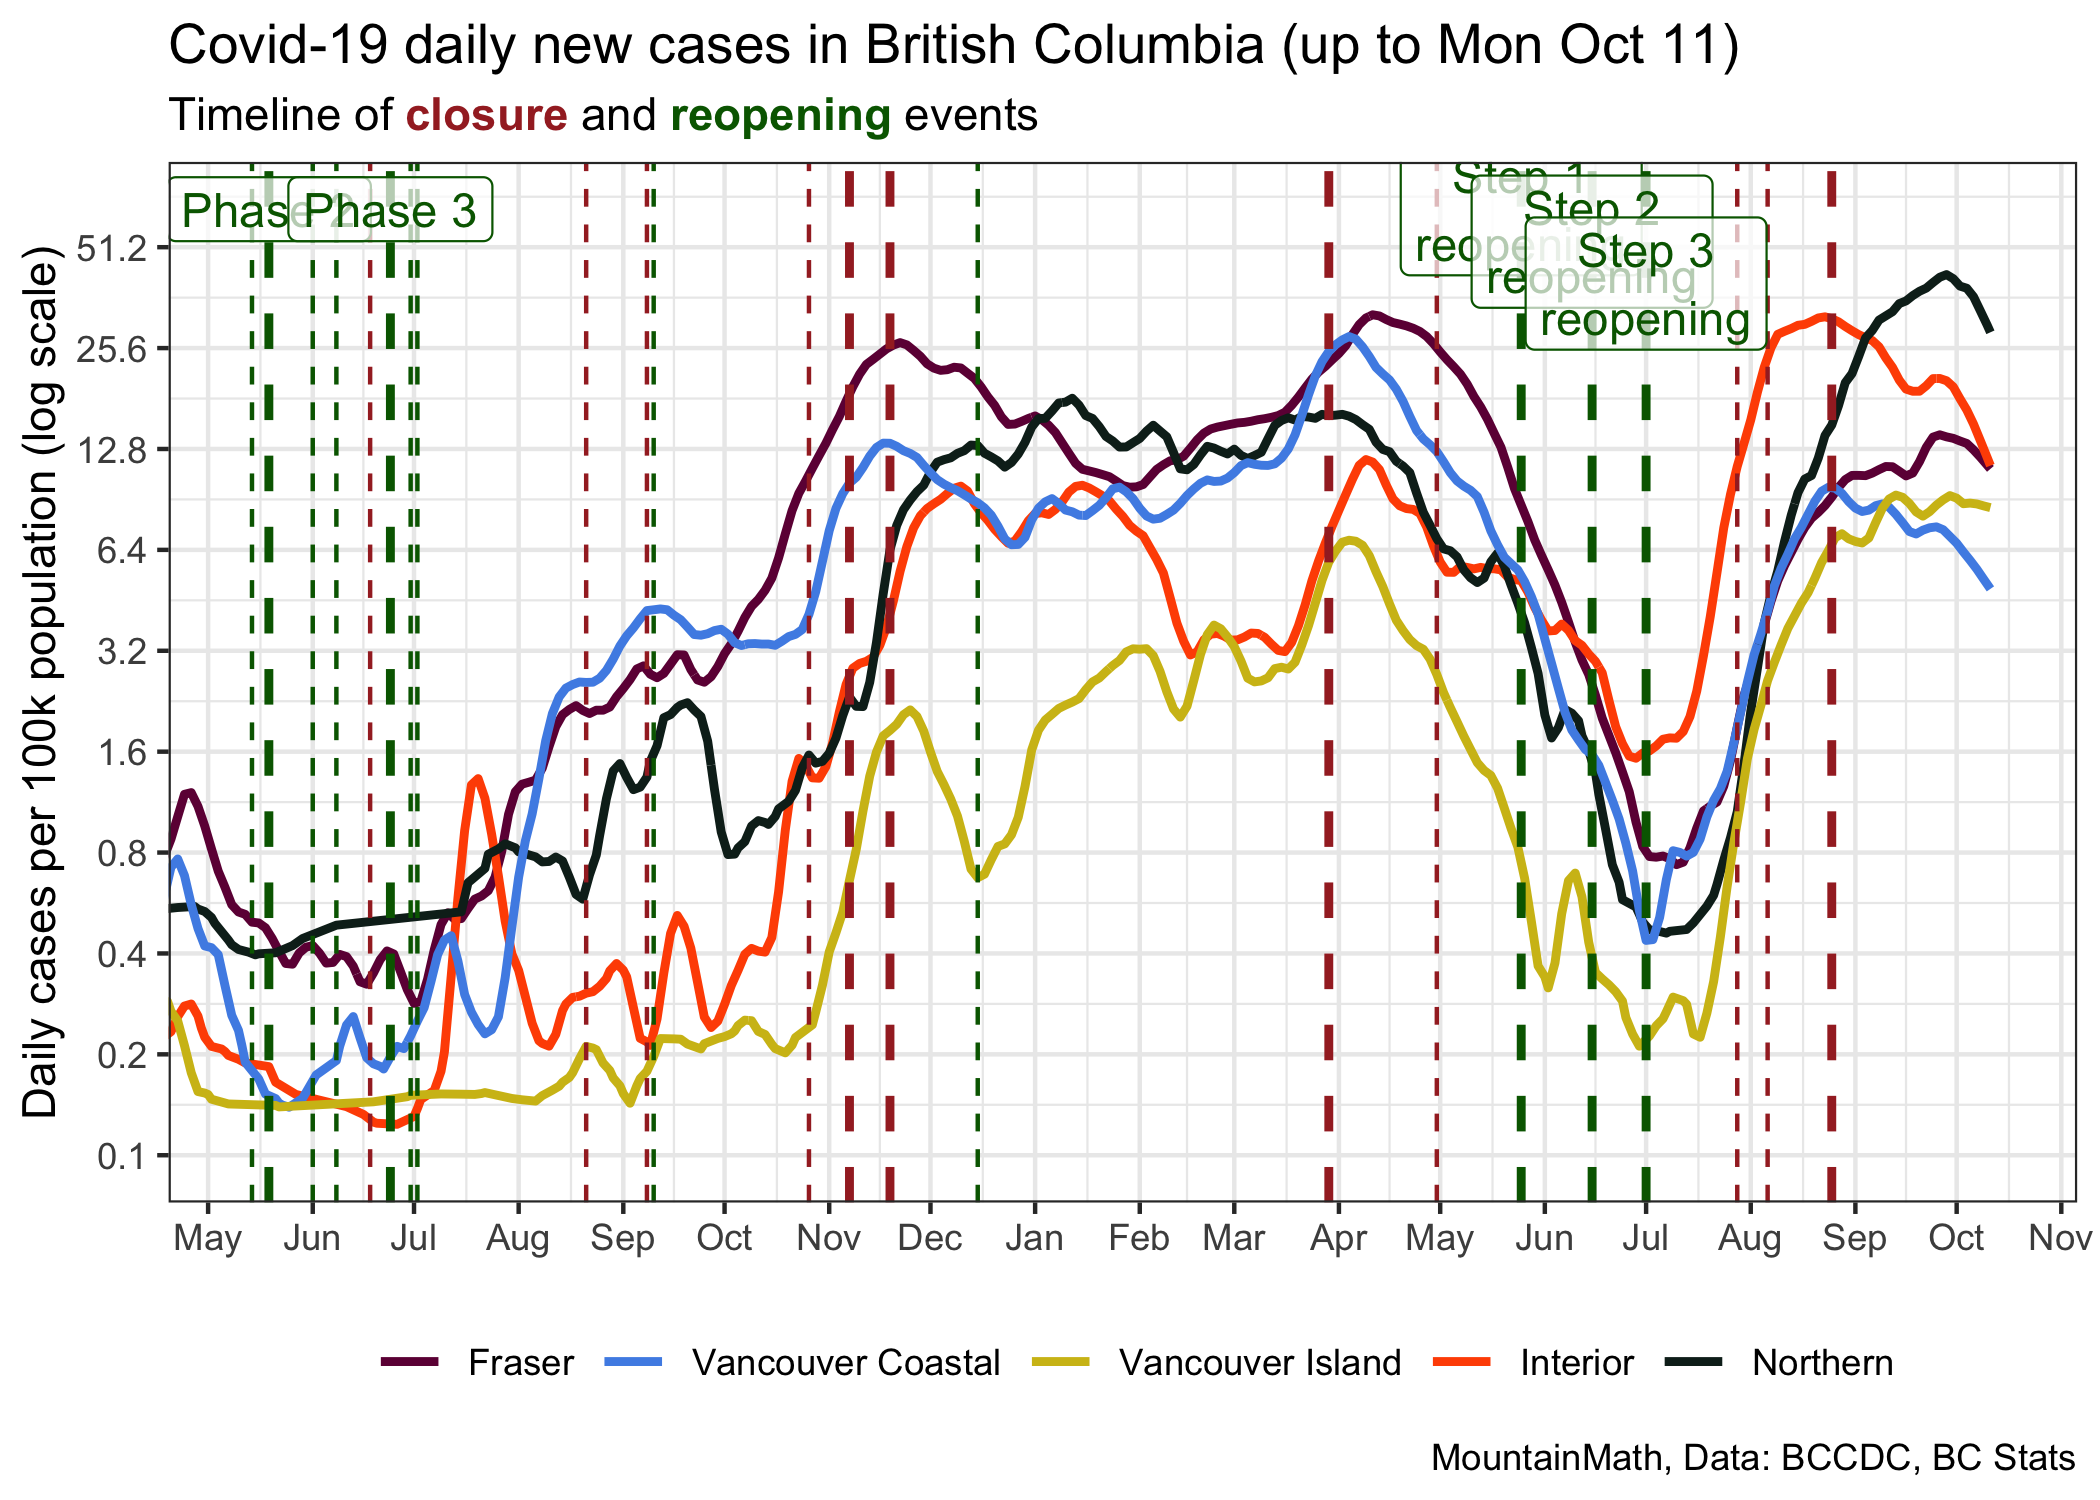 Covid-19 daily new cases in British Columbia (up to Mon Oct 11)
Timeline of closure and reopening events
Phase 2
Phase 3
Step 1
reopening
Step 2
reopening
Step 3
reopening
Daily cases per 100k population (log scale)
51.2
25.6
12.8
6.4
3.2
1.6
0.8
0.4
0.2
0.1
May Jun Jul Aug Sep Oct Nov Dec Jan Feb Mar Apr May Jun Jul Aug Sep Oct Nov
Fraser Vancouver Coastal Vancouver Island Interior Northern
MountainMath, Data: BCCDC, BC Stats